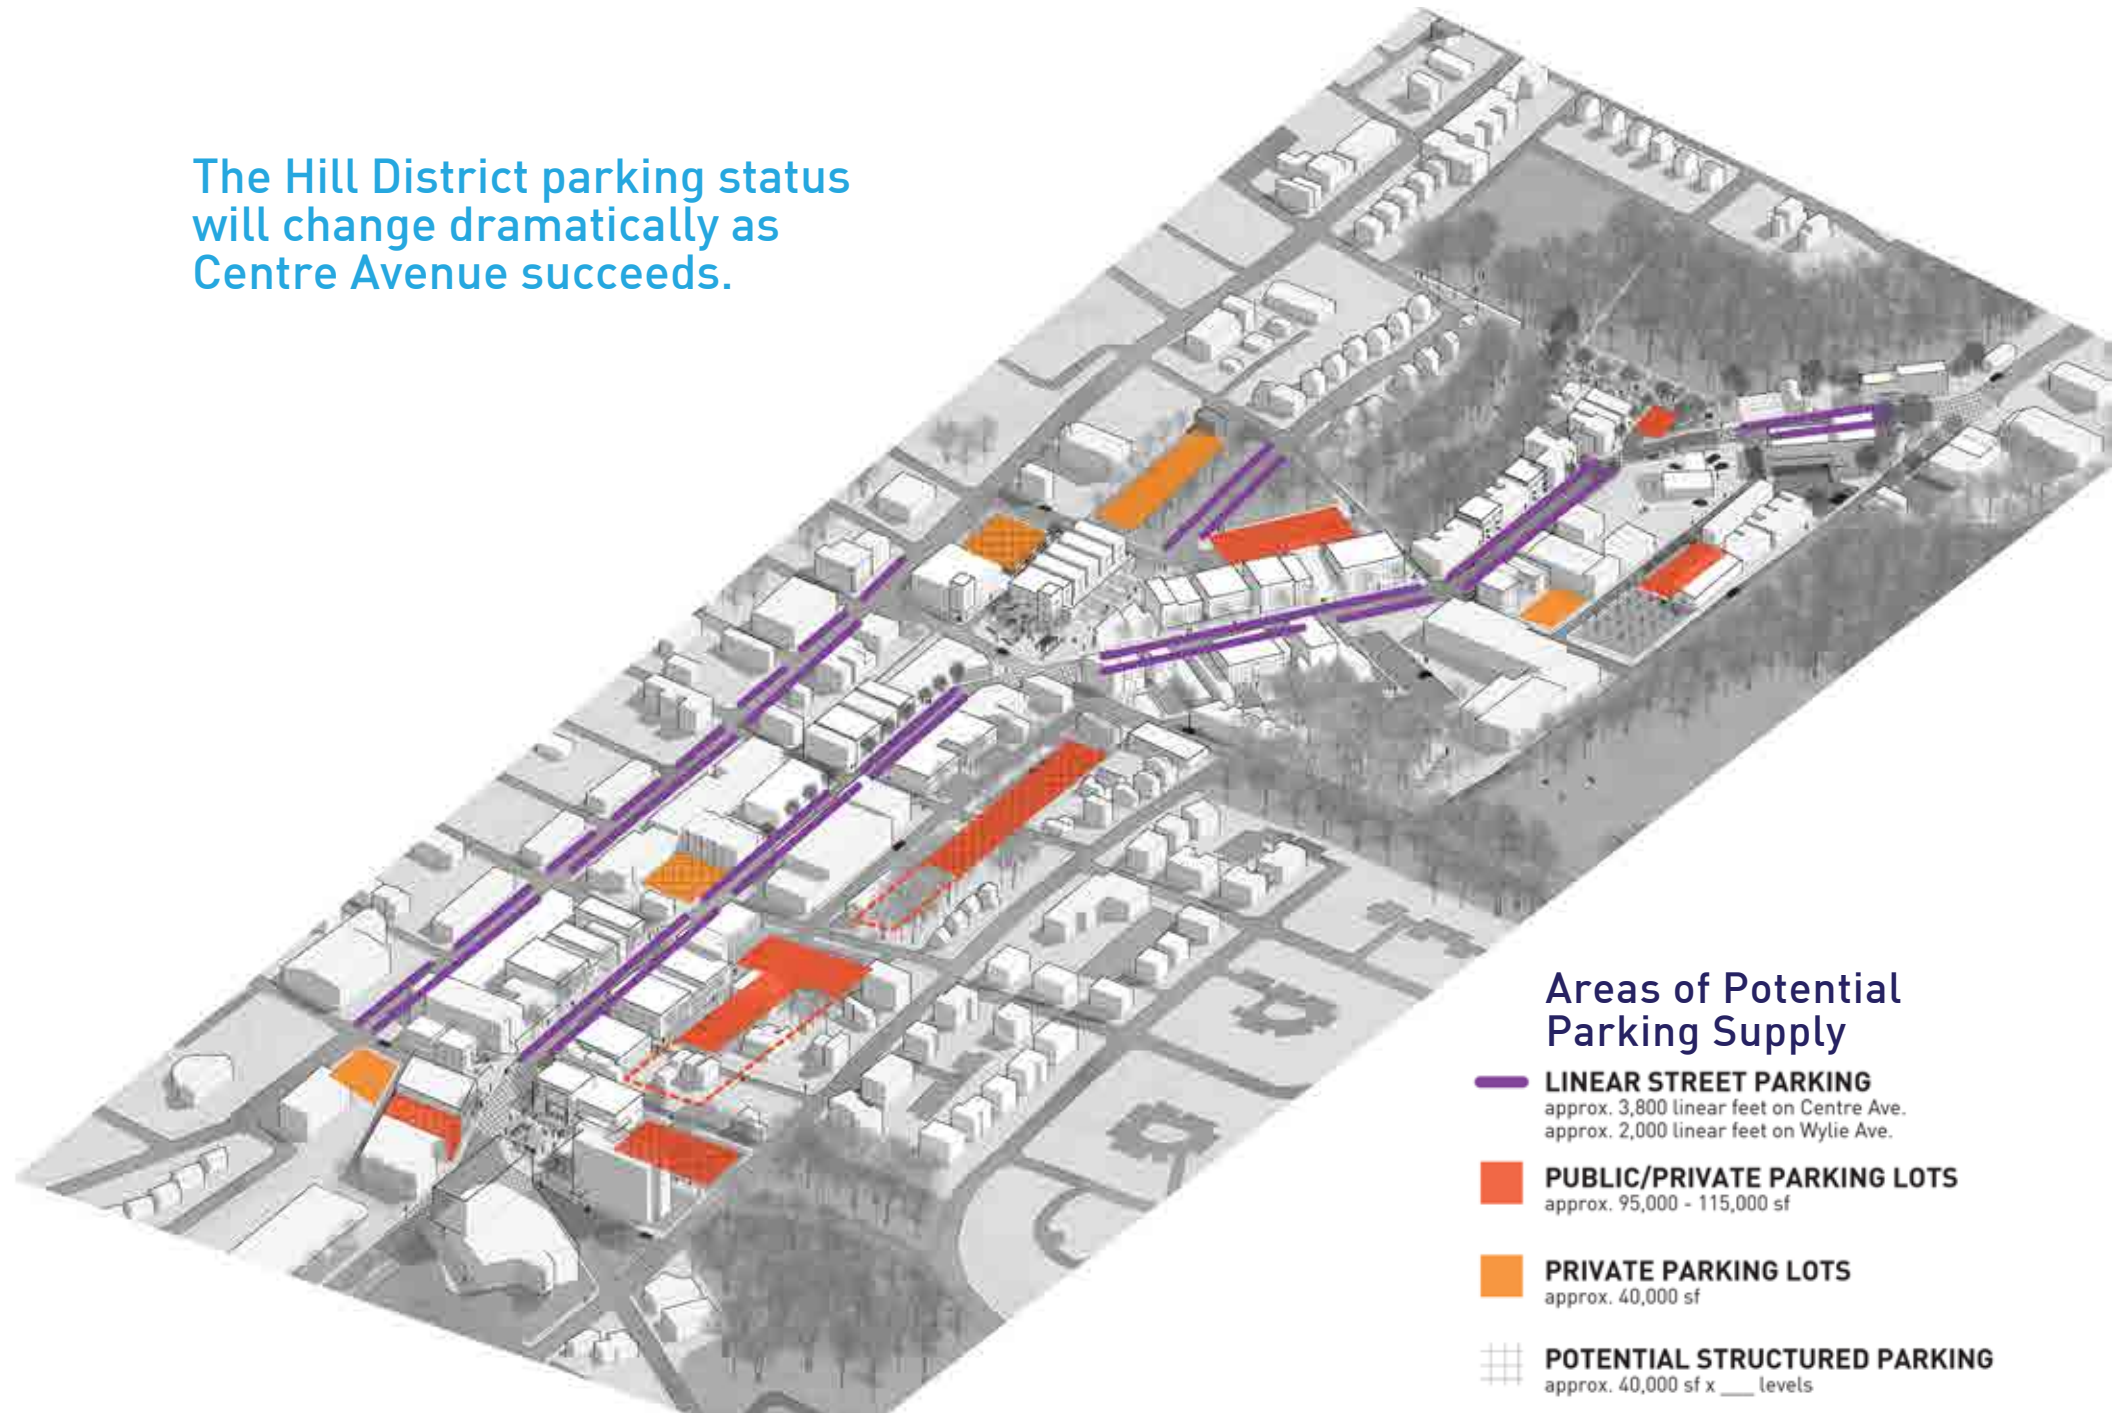 The Hill District parking status
will change dramatically as
Centre Avenue succeeds.
Areas of Potential
Parking Supply
LINEAR STREET PARKING
approx. 3,800 linear feet on Centre Ave.
approx. 2,000 linear feet on Wylie Ave.
PUBLIC/PRIVATE PARKING LOTS
approx. 95,000 - 115,000 sf
PRIVATE PARKING LOTS
approx. 40,000 sf
POTENTIAL STRUCTURED PARKING
approx. 40,000 sf x ___ levels